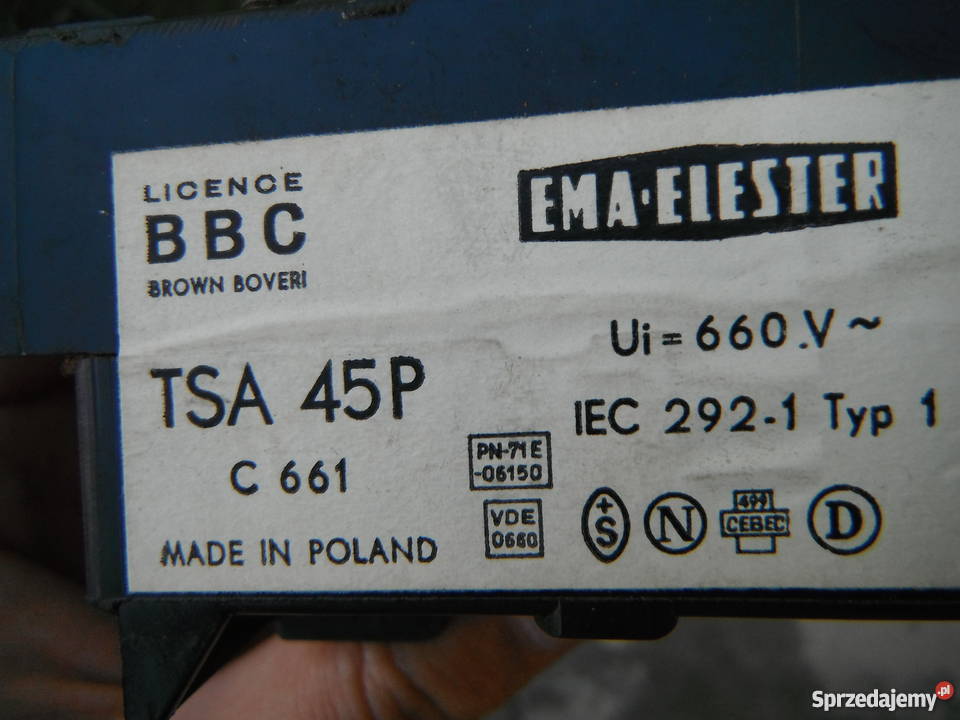 LICENCE
BBC
BROWN BOVERI
EMA·ELESTER
Ui = 660.V ~
TSA 45P
IEC 292-1 Typ 1
C 661
PN-71E
-06150
VDE
0660
+
S
N
499
CEBEC
D
MADE IN POLAND
Sprzedajemy.pl